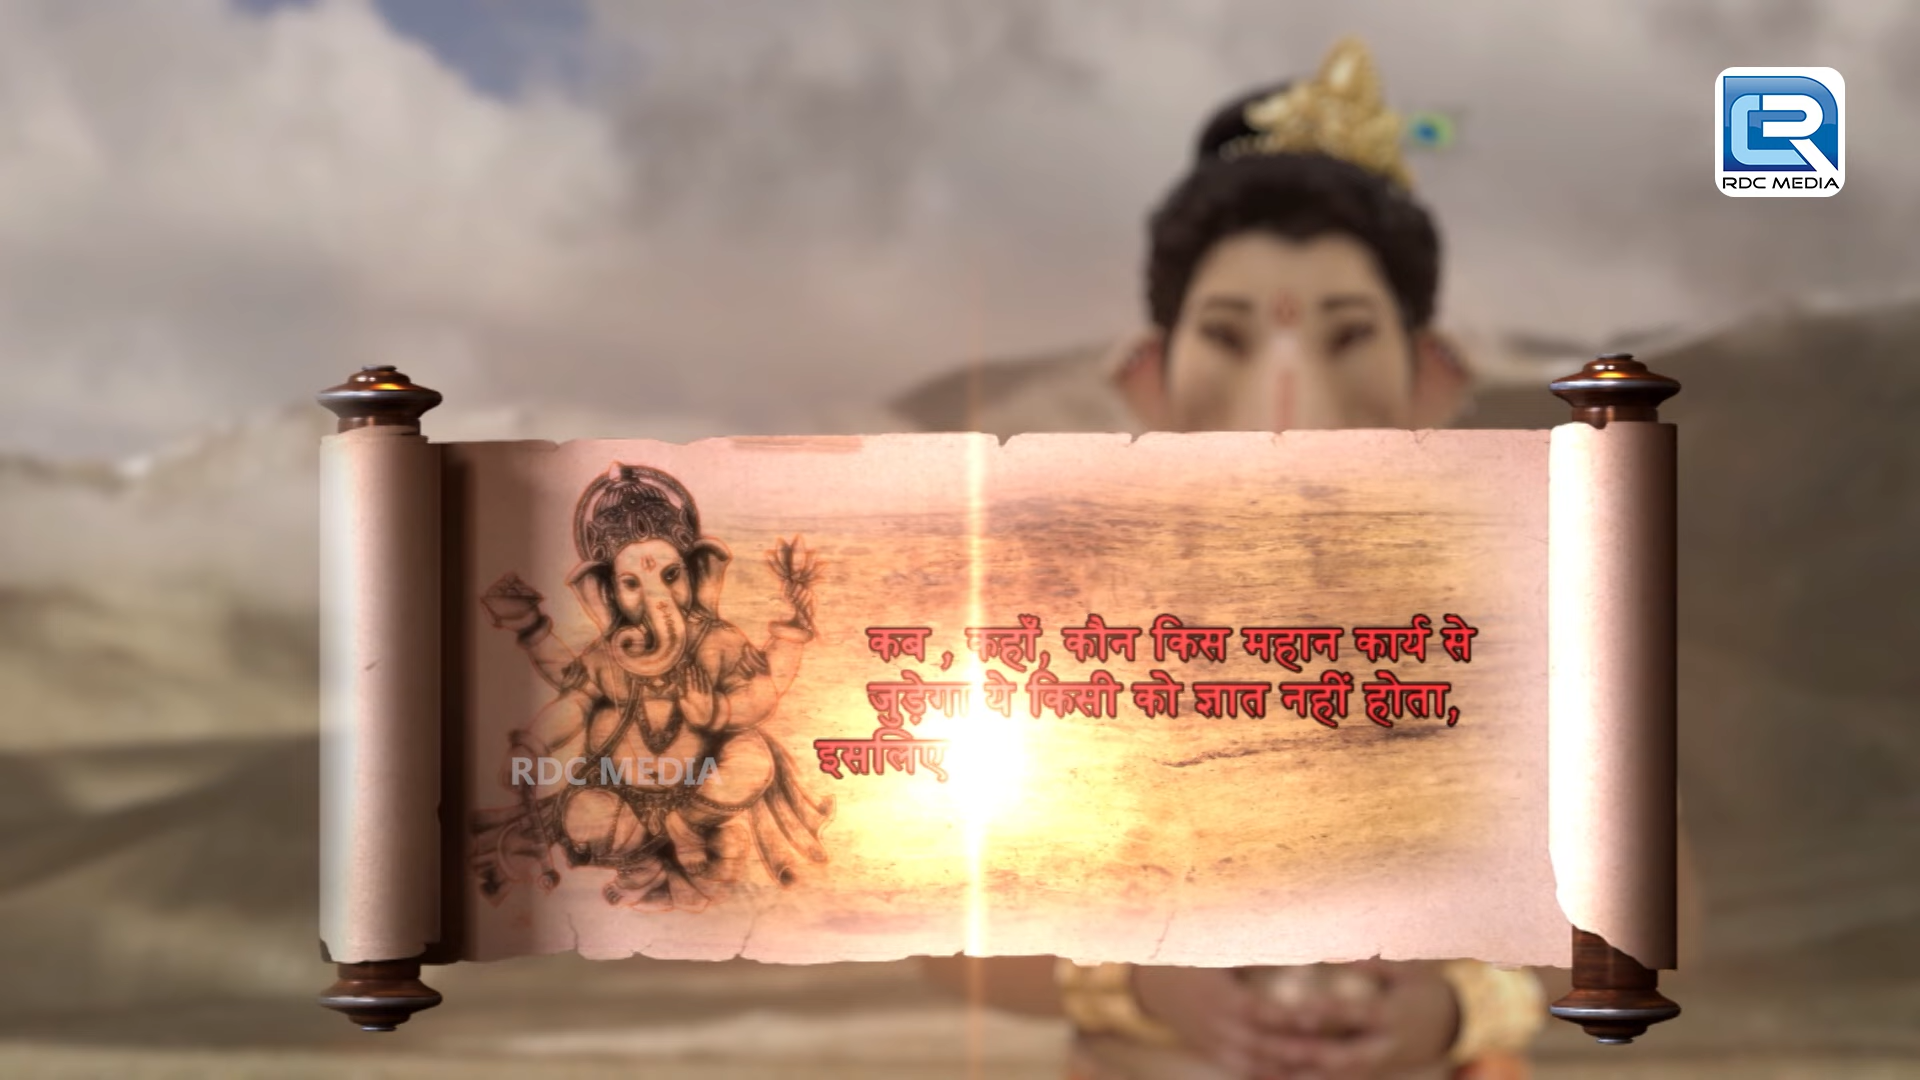 RDC MEDIA
कब , कहाँ, कौन किस महान कार्य से
जुड़ेगा ये किसी को ज्ञात नहीं होता,
इसलिए
RDC MEDIA